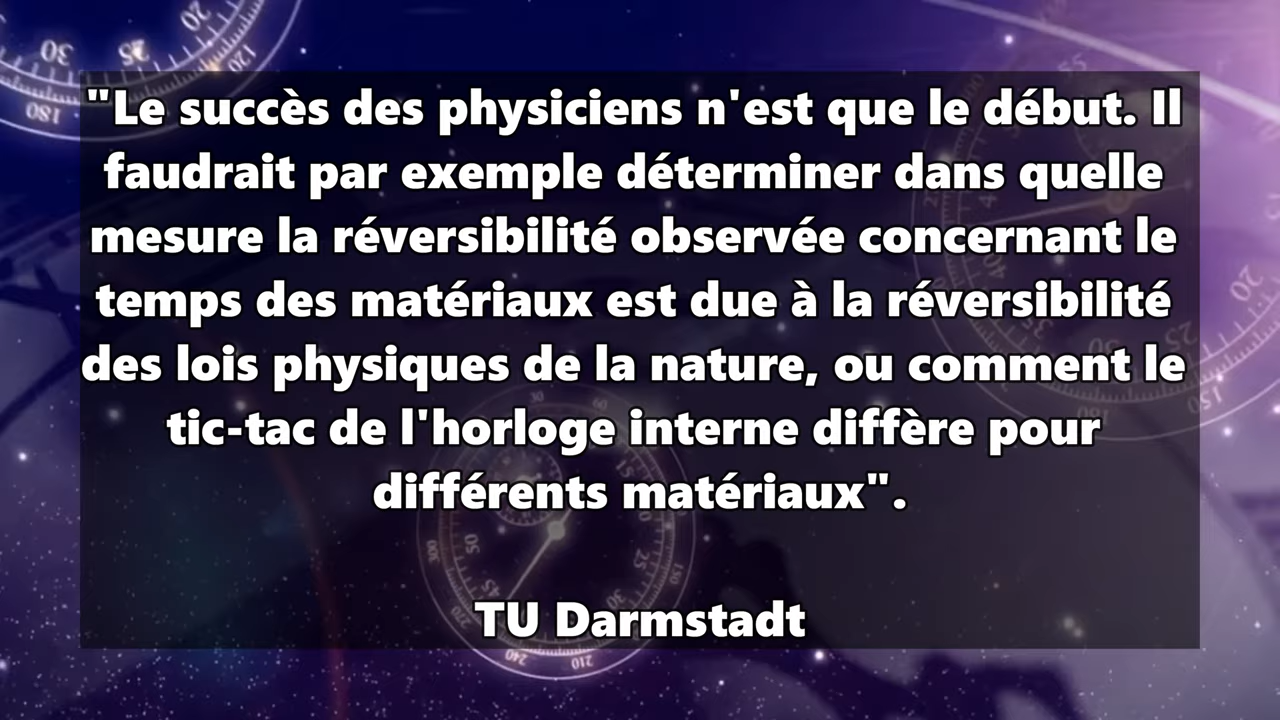 "Le succès des physiciens n'est que le début. Il
faudrait par exemple déterminer dans quelle
mesure la réversibilité observée concernant le
temps des matériaux est due à la réversibilité
des lois physiques de la nature, ou comment le
tic-tac de l'horloge interne diffère pour
différents matériaux".
TU Darmstadt